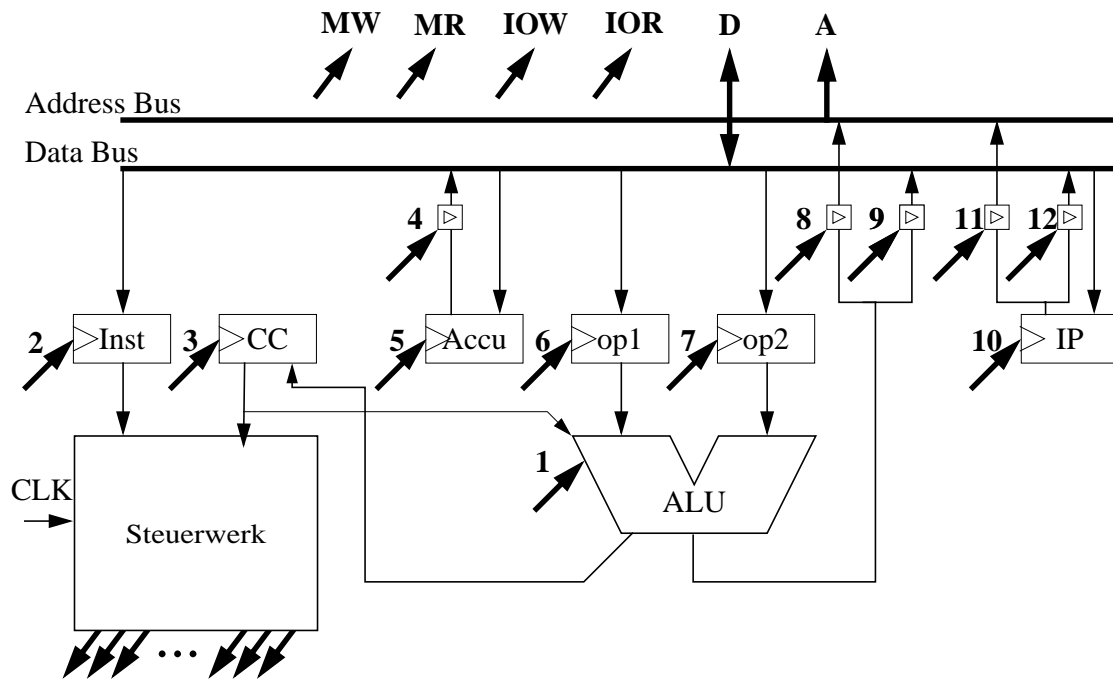 MW MR IOW IOR D A
Address Bus
Data Bus
4 8 9 11 12
2 Inst 3 CC 5 Accu 6 op1 7 op2 10 IP
1
CLK
ALU
Steuerwerk
...